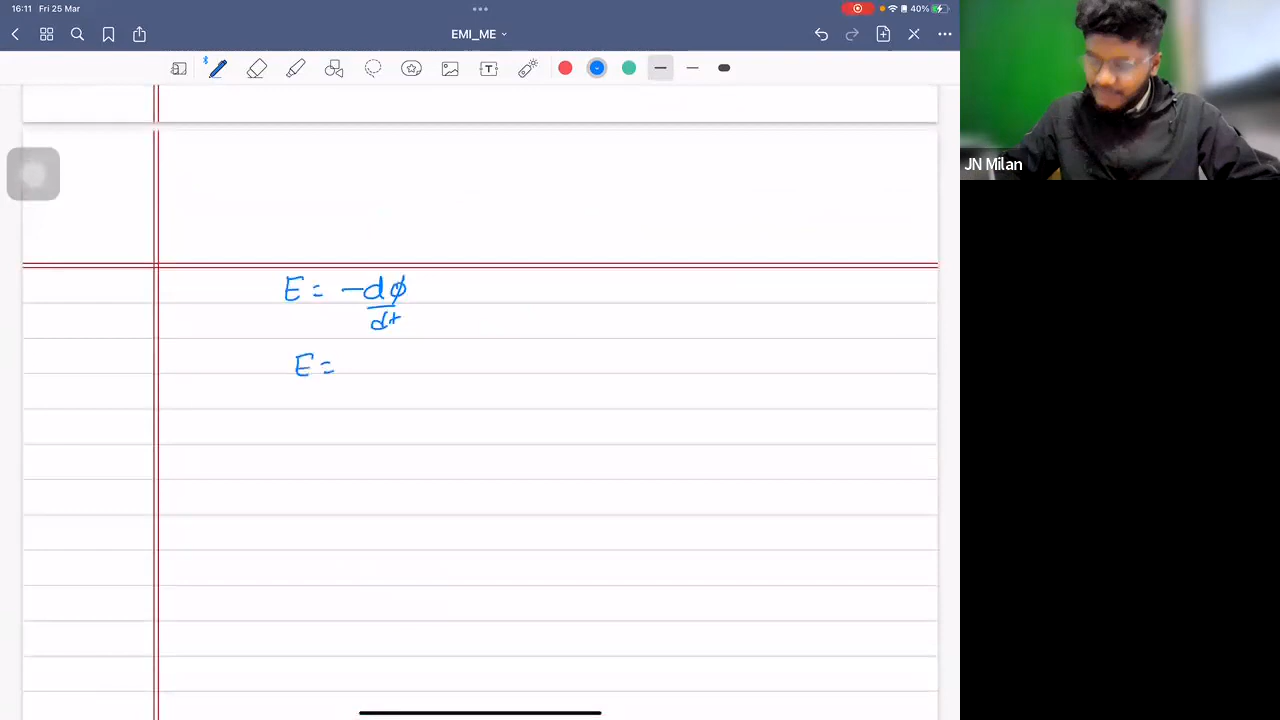 16:11 Fri 25 Mar
40%
EMI_ME
T
JN Milan
E = -dφ
dt
E =